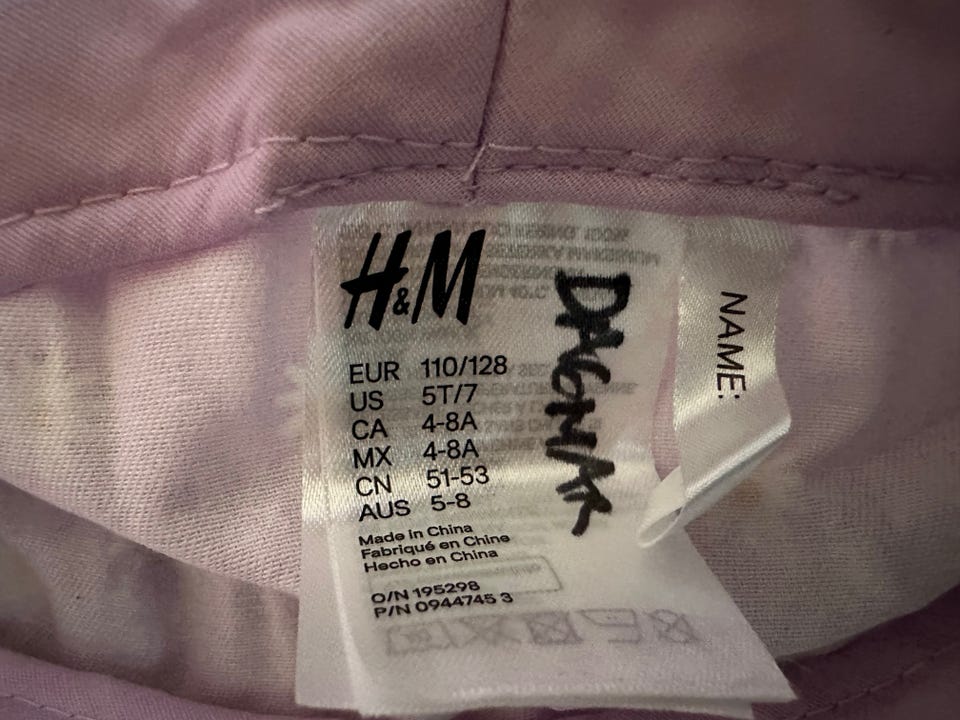 H&M
EUR 110/128
US 5T/7
CA 4-8A
MX 4-8A
CN 51-53
AUS 5-8
Made in China
Fabriqué en Chine
Hecho en China
O/N 195298
P/N 0944745 3
DAGNAR
NAME: